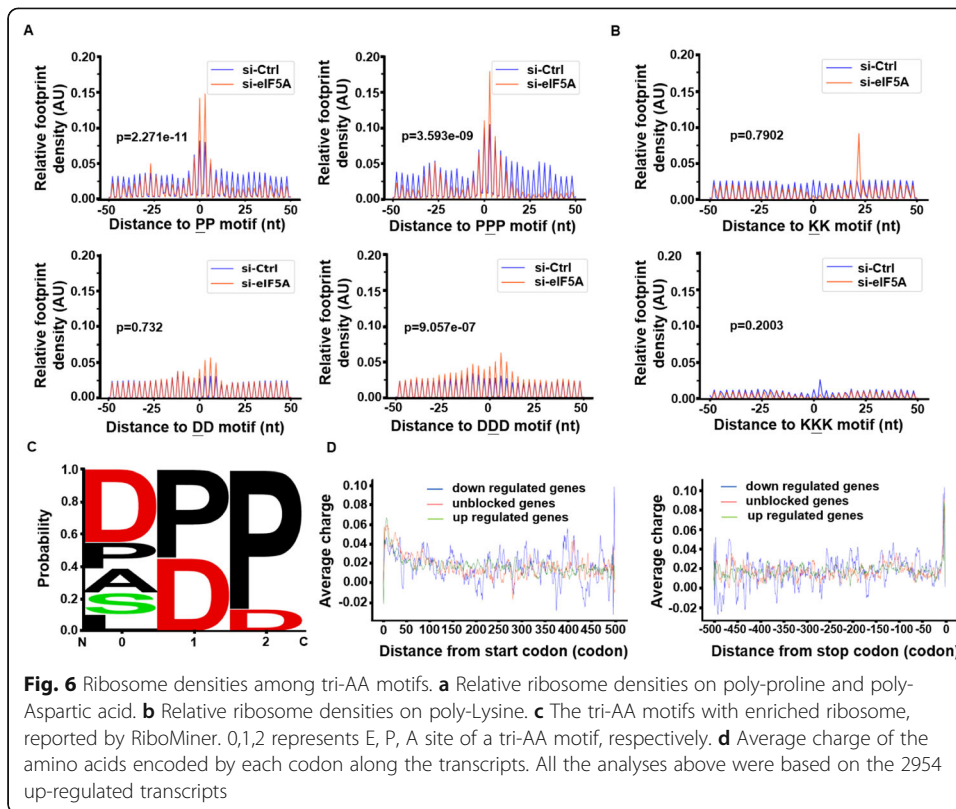 A
B
0.20
0.15
0.10
0.05
0.00
Relative footprint
density (AU)
si-Ctrl
si-eIF5A
p=2.271e-11
-50 -25 0 25 50
Distance to PP motif (nt)
0.20
0.15
0.10
0.05
0.00
Relative footprint
density (AU)
si-Ctrl
si-eIF5A
p=3.593e-09
-50 -25 0 25 50
Distance to PPP motif (nt)
0.20
0.15
0.10
0.05
0.00
Relative footprint
density (AU)
si-Ctrl
si-eIF5A
p=0.7902
-50 -25 0 25 50
Distance to KK motif (nt)
0.20
0.15
0.10
0.05
0.00
Relative footprint
density (AU)
si-Ctrl
si-eIF5A
p=0.732
-50 -25 0 25 50
Distance to DD motif (nt)
0.20
0.15
0.10
0.05
0.00
Relative footprint
density (AU)
si-Ctrl
si-eIF5A
p=9.057e-07
-50 -25 0 25 50
Distance to DDD motif (nt)
0.20
0.15
0.10
0.05
0.00
Relative footprint
density (AU)
si-Ctrl
si-eIF5A
p=0.2003
-50 -25 0 25 50
Distance to KKK motif (nt)
C
1.0
0.8
0.6
0.4
0.2
0.0
Probability
D P P
P D D
A
S
L
N 0 1 2 C
D
0.10
0.08
0.06
0.04
0.02
0.00
-0.02
Average charge
down regulated genes
unblocked genes
up regulated genes
0 50 100 150 200 250 300 350 400 450 500
Distance from start codon (codon)
0.10
0.08
0.06
0.04
0.02
0.00
-0.02
Average charge
down regulated genes
unblocked genes
up regulated genes
-500 -450 -400 -350 -300 -250 -200 -150 -100 -50 0
Distance from stop codon (codon)
Fig. 6 Ribosome densities among tri-AA motifs. a Relative ribosome densities on poly-proline and poly-
Aspartic acid. b Relative ribosome densities on poly-Lysine. c The tri-AA motifs with enriched ribosome,
reported by RiboMiner. 0,1,2 represents E, P, A site of a tri-AA motif, respectively. d Average charge of the
amino acids encoded by each codon along the transcripts. All the analyses above were based on the 2954
up-regulated transcripts